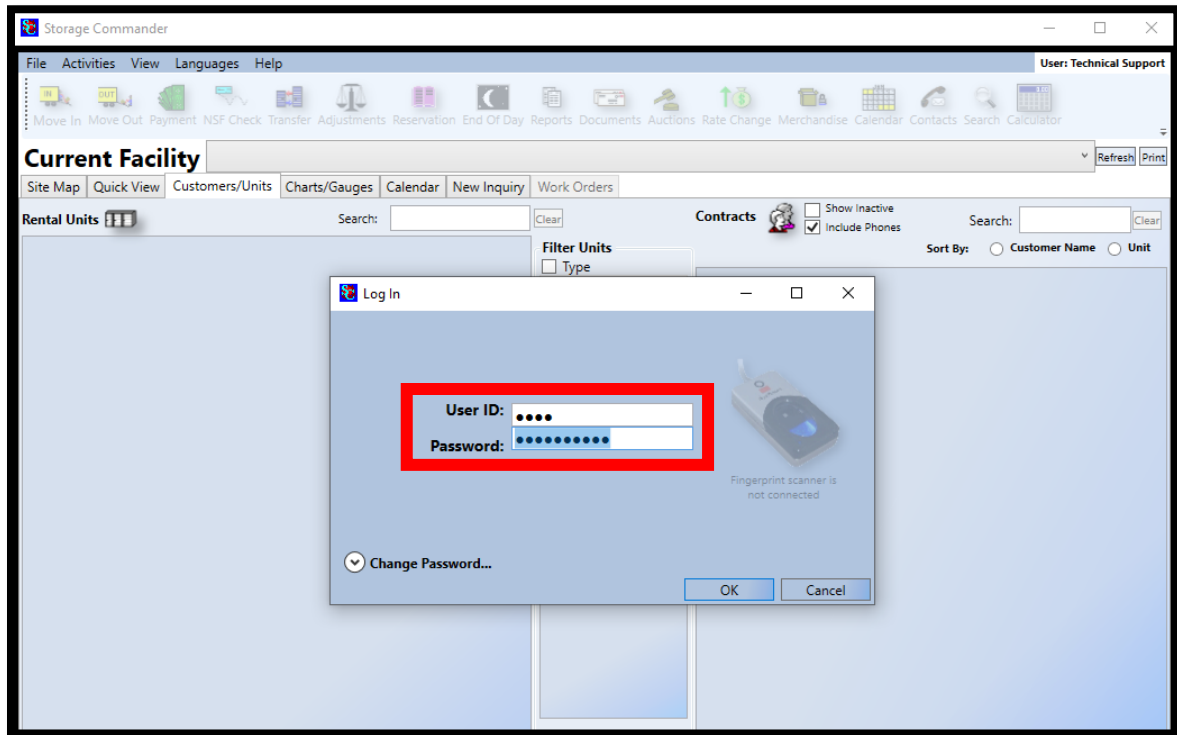 Storage Commander
File Activities View Languages Help
User: Technical Support
IN OUT
Move In Move Out Payment NSF Check Transfer Adjustments Reservation End Of Day Reports Documents Auctions Rate Change Merchandise Calendar Contacts Search Calculator
Current Facility
Refresh Print
Site Map Quick View Customers/Units Charts/Gauges Calendar New Inquiry Work Orders
Rental Units Search: Clear
Contracts Show Inactive
Include Phones
Search: Clear
Sort By: Customer Name Unit
Filter Units
Type
Log In
User ID: ••••
Password: ••••••••••
Fingerprint scanner is
not connected
Change Password...
OK Cancel